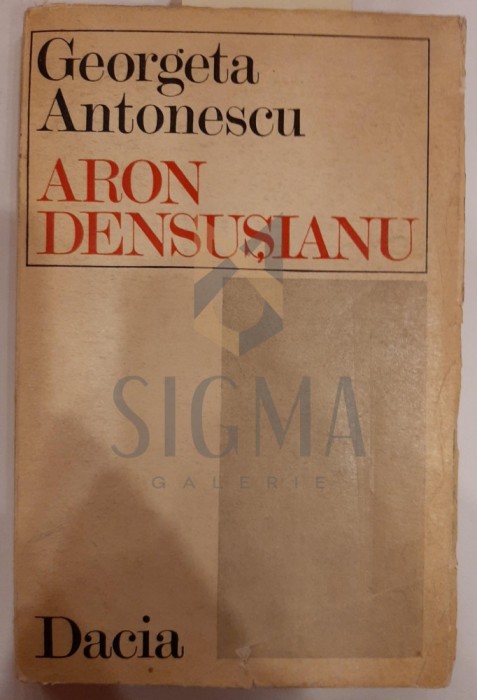 Georgeta
Antonescu
ARON
DENSUȘIANU
SIGMA
GALERIE
Dacia